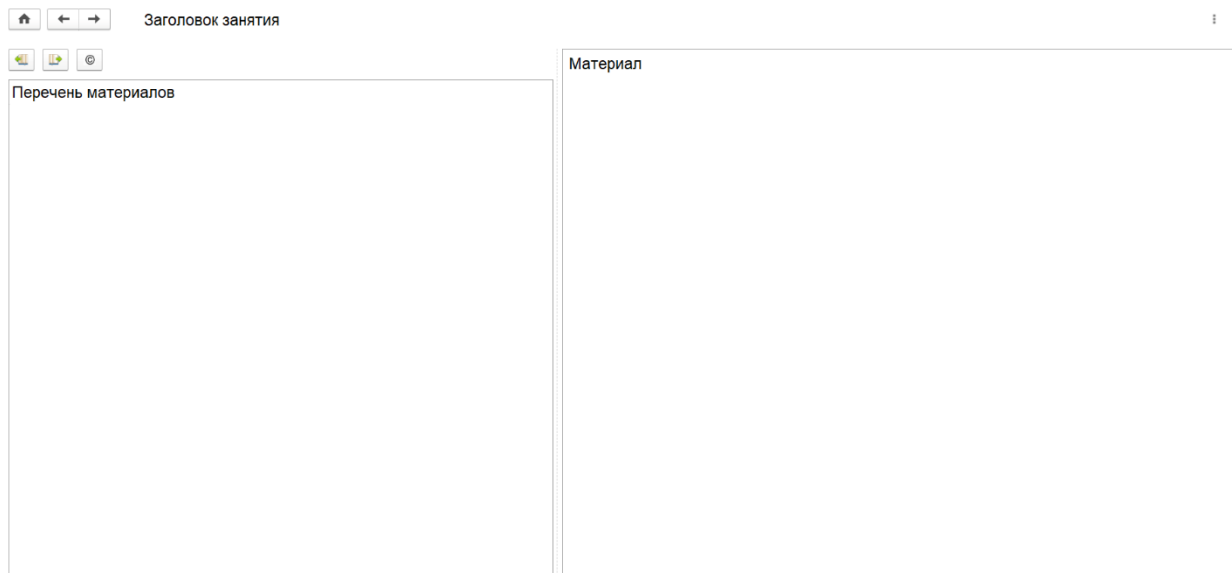 Заголовок занятия
©
Материал
Перечень материалов